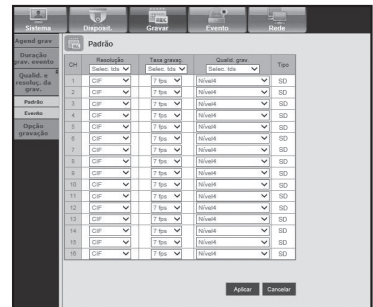 Sistema Disposit. Gravar Evento Rede
REC
Agend grav
Duração
grav. evento
Qualid. e
resoluç. de
grav.
Padrão
Evento
Opção
gravação
Padrão
CH Resolução Taxa gravaç. Qualid. grav. Tipo
Selec. tds Selec. tds Selec. tds
1 CIF 7 fps Nível4 SD
2 CIF 7 fps Nível4 SD
3 CIF 7 fps Nível4 SD
4 CIF 7 fps Nível4 SD
5 CIF 7 fps Nível4 SD
6 CIF 7 fps Nível4 SD
7 CIF 7 fps Nível4 SD
8 CIF 7 fps Nível4 SD
9 CIF 7 fps Nível4 SD
10 CIF 7 fps Nível4 SD
11 CIF 7 fps Nível4 SD
12 CIF 7 fps Nível4 SD
13 CIF 7 fps Nível4 SD
14 CIF 7 fps Nível4 SD
15 CIF 7 fps Nível4 SD
16 CIF 7 fps Nível4 SD
Aplicar Cancelar